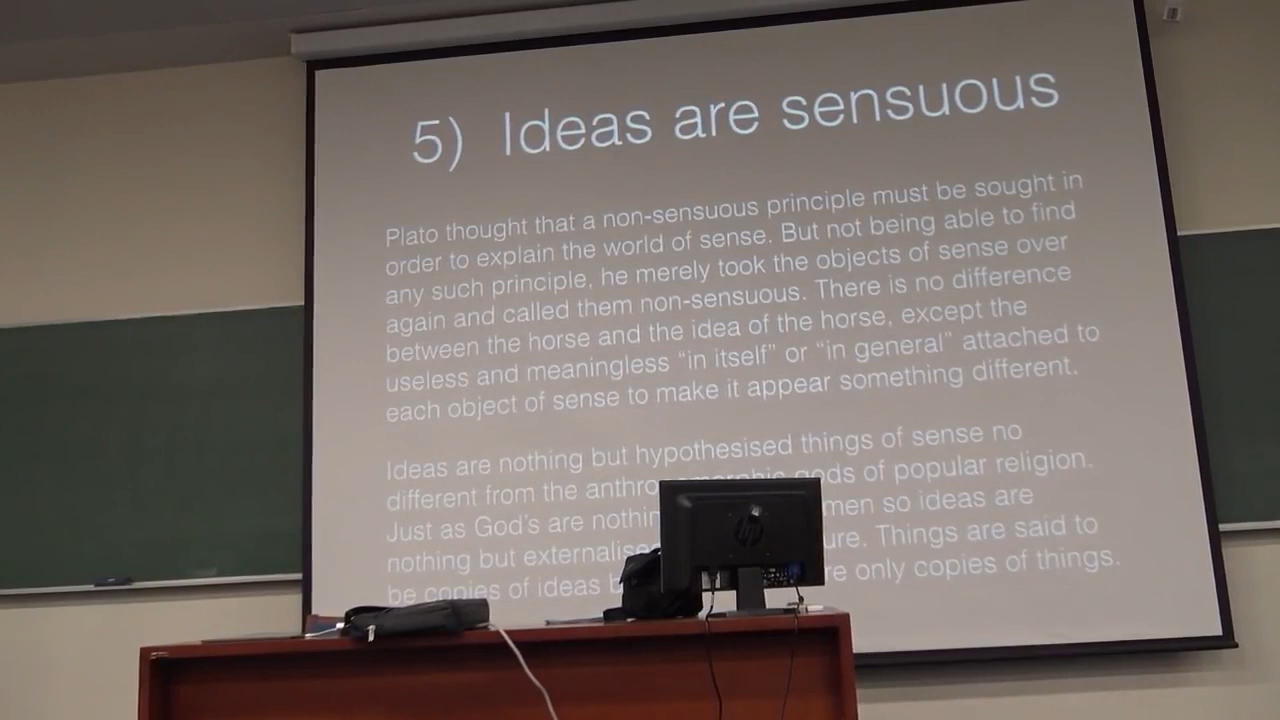 5) Ideas are sensuous
Plato thought that a non-sensuous principle must be sought in
order to explain the world of sense. But not being able to find
any such principle, he merely took the objects of sense over
again and called them non-sensuous. There is no difference
between the horse and the idea of the horse, except the
useless and meaningless “in itself” or “in general” attached to
each object of sense to make it appear something different.
Ideas are nothing but hypothesised things of sense no
different from the anthropomorphic gods of popular religion.
Just as God's are nothin men so ideas are
nothing but externalise ure. Things are said to
be copies of ideas b re only copies of things.
hp